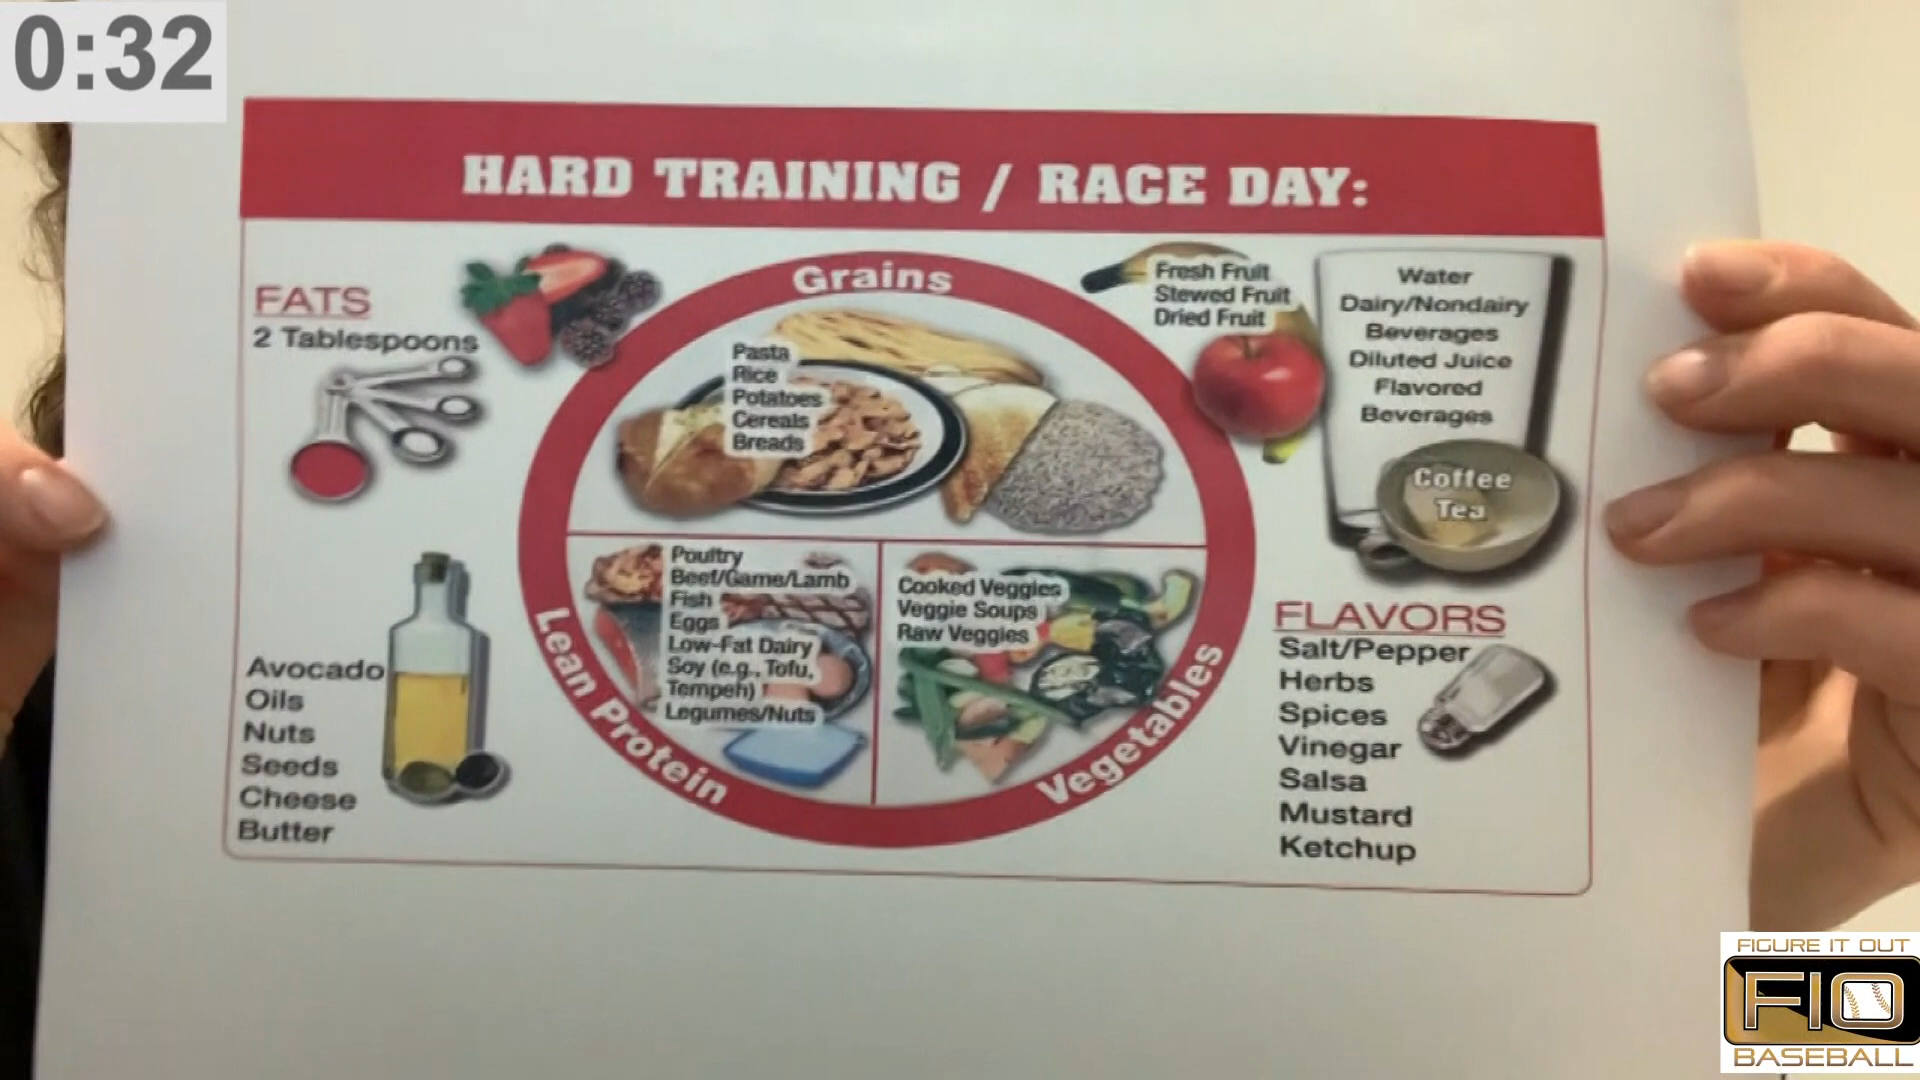 0:32
HARD TRAINING / RACE DAY:
FATS
2 Tablespoons
Avocado
Oils
Nuts
Seeds
Cheese
Butter
Grains
Pasta
Rice
Potatoes
Cereals
Breads
Lean Protein
Poultry
Beef/Game/Lamb
Fish
Eggs
Low-Fat Dairy
Soy (e.g., Tofu,
Tempeh)
Legumes/Nuts
Vegetables
Cooked Veggies
Veggie Soups
Raw Veggies
Fresh Fruit
Stewed Fruit
Dried Fruit
Water
Dairy/Nondairy
Beverages
Diluted Juice
Flavored
Beverages
Coffee
Tea
FLAVORS
Salt/Pepper
Herbs
Spices
Vinegar
Salsa
Mustard
Ketchup
FIGURE IT OUT
FIO
BASEBALL